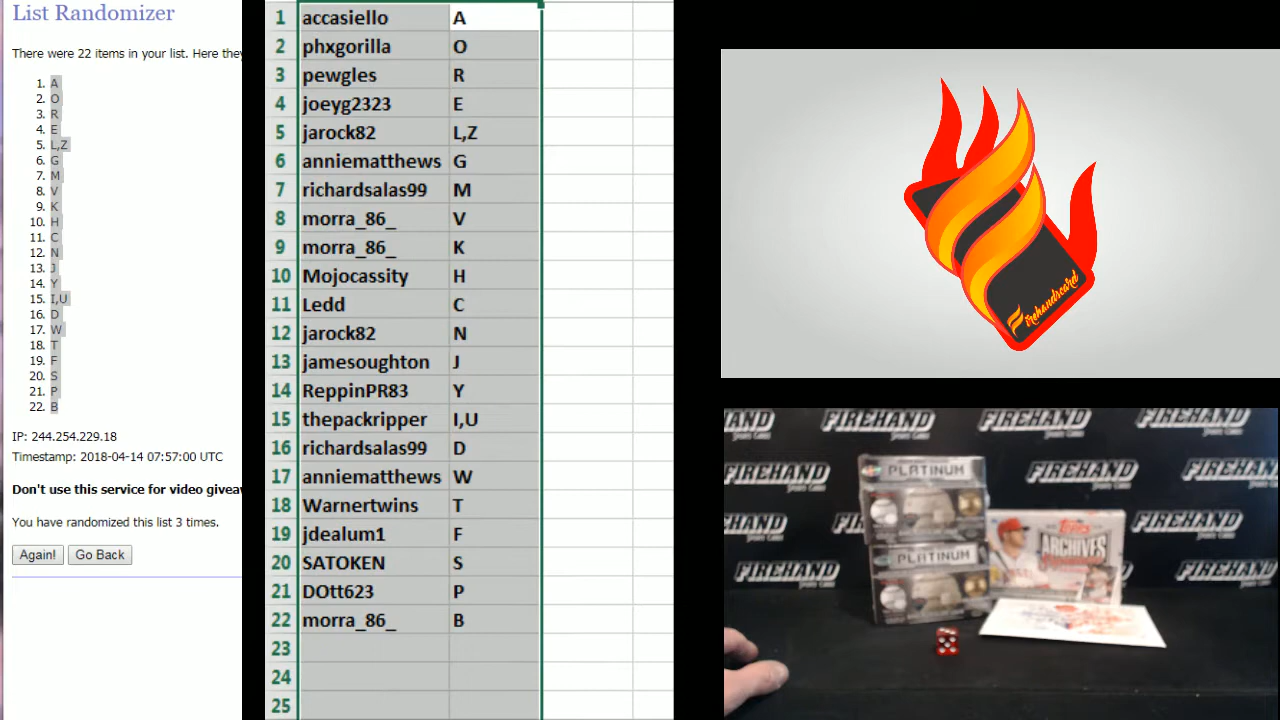 List Randomizer
There were 22 items in your list. Here they
1. A
2. O
3. R
4. E
5. L,Z
6. G
7. M
8. V
9. K
10. H
11. C
12. N
13. J
14. Y
15. I,U
16. D
17. W
18. T
19. F
20. S
21. P
22. B
IP: 244.254.229.18
Timestamp: 2018-04-14 07:57:00 UTC
Don't use this service for video giveaw
You have randomized this list 3 times.
Again! Go Back
1 accasiello A
2 phxgorilla O
3 pewgles R
4 joeyg2323 E
5 jarock82 L,Z
6 anniematthews G
7 richardsalas99 M
8 morra_86_ V
9 morra_86_ K
10 Mojocassity H
11 Ledd C
12 jarock82 N
13 jamesoughton J
14 ReppinPR83 Y
15 thepackripper I,U
16 richardsalas99 D
17 anniematthews W
18 Warnertwins T
19 jdealum1 F
20 SATOKEN S
21 DOtt623 P
22 morra_86_ B
23
24
25
Firehandscard
FIREHAND
SPORTS CARDS
PLATINUM
PLATINUM
Topps
ARCHIVES